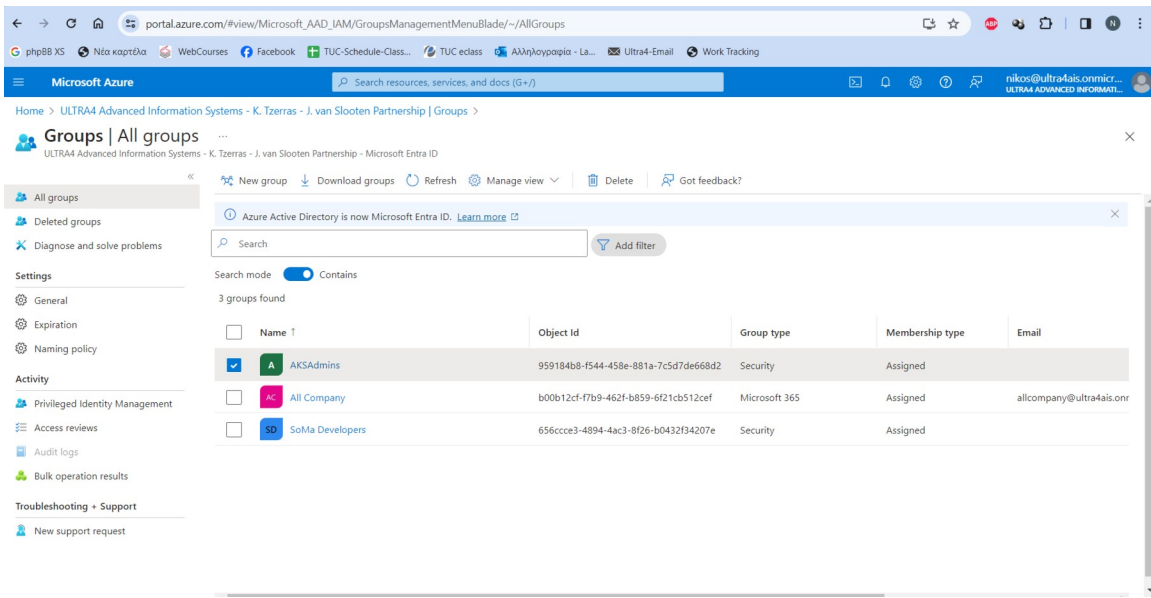 portal.azure.com/#view/Microsoft_AAD_IAM/GroupsManagementMenuBlade/~/AllGroups
ABP
N
phpBB XS Νέα καρτέλα WebCourses Facebook TUC-Schedule-Class... TUC eclass Αλληλογραφία - La... Ultra4-Email Work Tracking
Microsoft Azure
Search resources, services, and docs (G+/)
nikos@ultra4ais.onmicr...
ULTRA4 ADVANCED INFORMATI...
Home > ULTRA4 Advanced Information Systems - K. Tzerras - J. van Slooten Partnership | Groups >
Groups | All groups ...
ULTRA4 Advanced Information Systems - K. Tzerras - J. van Slooten Partnership - Microsoft Entra ID
All groups
Deleted groups
Diagnose and solve problems
Settings
General
Expiration
Naming policy
Activity
Privileged Identity Management
Access reviews
Audit logs
Bulk operation results
Troubleshooting + Support
New support request
New group Download groups Refresh Manage view Delete Got feedback?
Azure Active Directory is now Microsoft Entra ID. Learn more
Search
Add filter
Search mode Contains
3 groups found
Name ↑ Object Id Group type Membership type Email
A AKSAdmins 959184b8-f544-458e-881a-7c5d7de668d2 Security Assigned
AC All Company b00b12cf-f7b9-462f-b859-6f21cb512cef Microsoft 365 Assigned allcompany@ultra4ais.onr
SD SoMa Developers 656ccce3-4894-4ac3-8f26-b0432f34207e Security Assigned